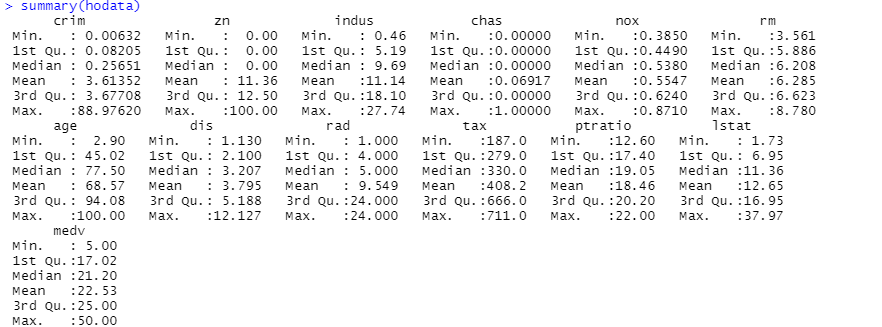 > summary(hodata)
crim zn indus chas nox rm
Min. : 0.00632 Min. : 0.00 Min. : 0.46 Min. :0.00000 Min. :0.3850 Min. :3.561
1st Qu.: 0.08205 1st Qu.: 0.00 1st Qu.: 5.19 1st Qu.:0.00000 1st Qu.:0.4490 1st Qu.:5.886
Median : 0.25651 Median : 0.00 Median : 9.69 Median :0.00000 Median :0.5380 Median :6.208
Mean : 3.61352 Mean : 11.36 Mean :11.14 Mean :0.06917 Mean :0.5547 Mean :6.285
3rd Qu.: 3.67708 3rd Qu.: 12.50 3rd Qu.:18.10 3rd Qu.:0.00000 3rd Qu.:0.6240 3rd Qu.:6.623
Max. :88.97620 Max. :100.00 Max. :27.74 Max. :1.00000 Max. :0.8710 Max. :8.780
age dis rad tax ptratio lstat
Min. : 2.90 Min. : 1.130 Min. : 1.000 Min. :187.0 Min. :12.60 Min. : 1.73
1st Qu.: 45.02 1st Qu.: 2.100 1st Qu.: 4.000 1st Qu.:279.0 1st Qu.:17.40 1st Qu.: 6.95
Median : 77.50 Median : 3.207 Median : 5.000 Median :330.0 Median :19.05 Median :11.36
Mean : 68.57 Mean : 3.795 Mean : 9.549 Mean :408.2 Mean :18.46 Mean :12.65
3rd Qu.: 94.08 3rd Qu.: 5.188 3rd Qu.:24.000 3rd Qu.:666.0 3rd Qu.:20.20 3rd Qu.:16.95
Max. :100.00 Max. :12.127 Max. :24.000 Max. :711.0 Max. :22.00 Max. :37.97
medv
Min. : 5.00
1st Qu.:17.02
Median :21.20
Mean :22.53
3rd Qu.:25.00
Max. :50.00